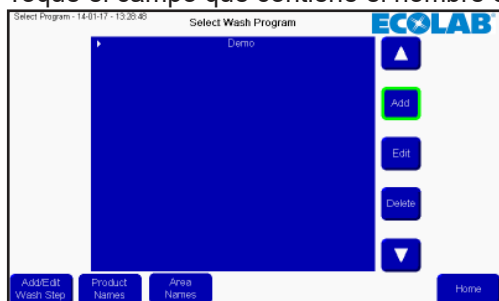 Toque el campo que contiene el nombre
Select Program - 14-01-17 - 13:26:48
Select Wash Program
ECOLAB®
Demo
Add
Edit
Delete
Add/Edit
Wash Step
Product
Names
Area
Names
Home